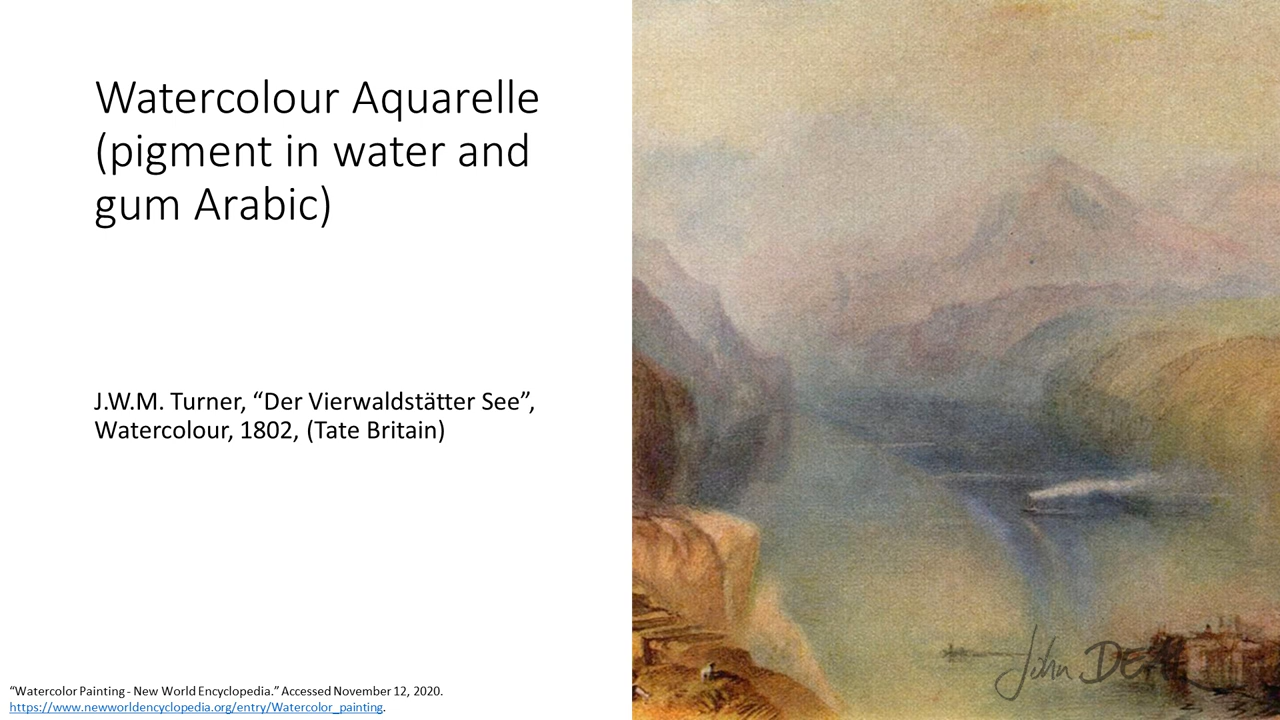 Watercolour Aquarelle
(pigment in water and
gum Arabic)
J.W.M. Turner, “Der Vierwaldstätter See”,
Watercolour, 1802, (Tate Britain)
“Watercolor Painting - New World Encyclopedia.” Accessed November 12, 2020.
https://www.newworldencyclopedia.org/entry/Watercolor_painting.
John